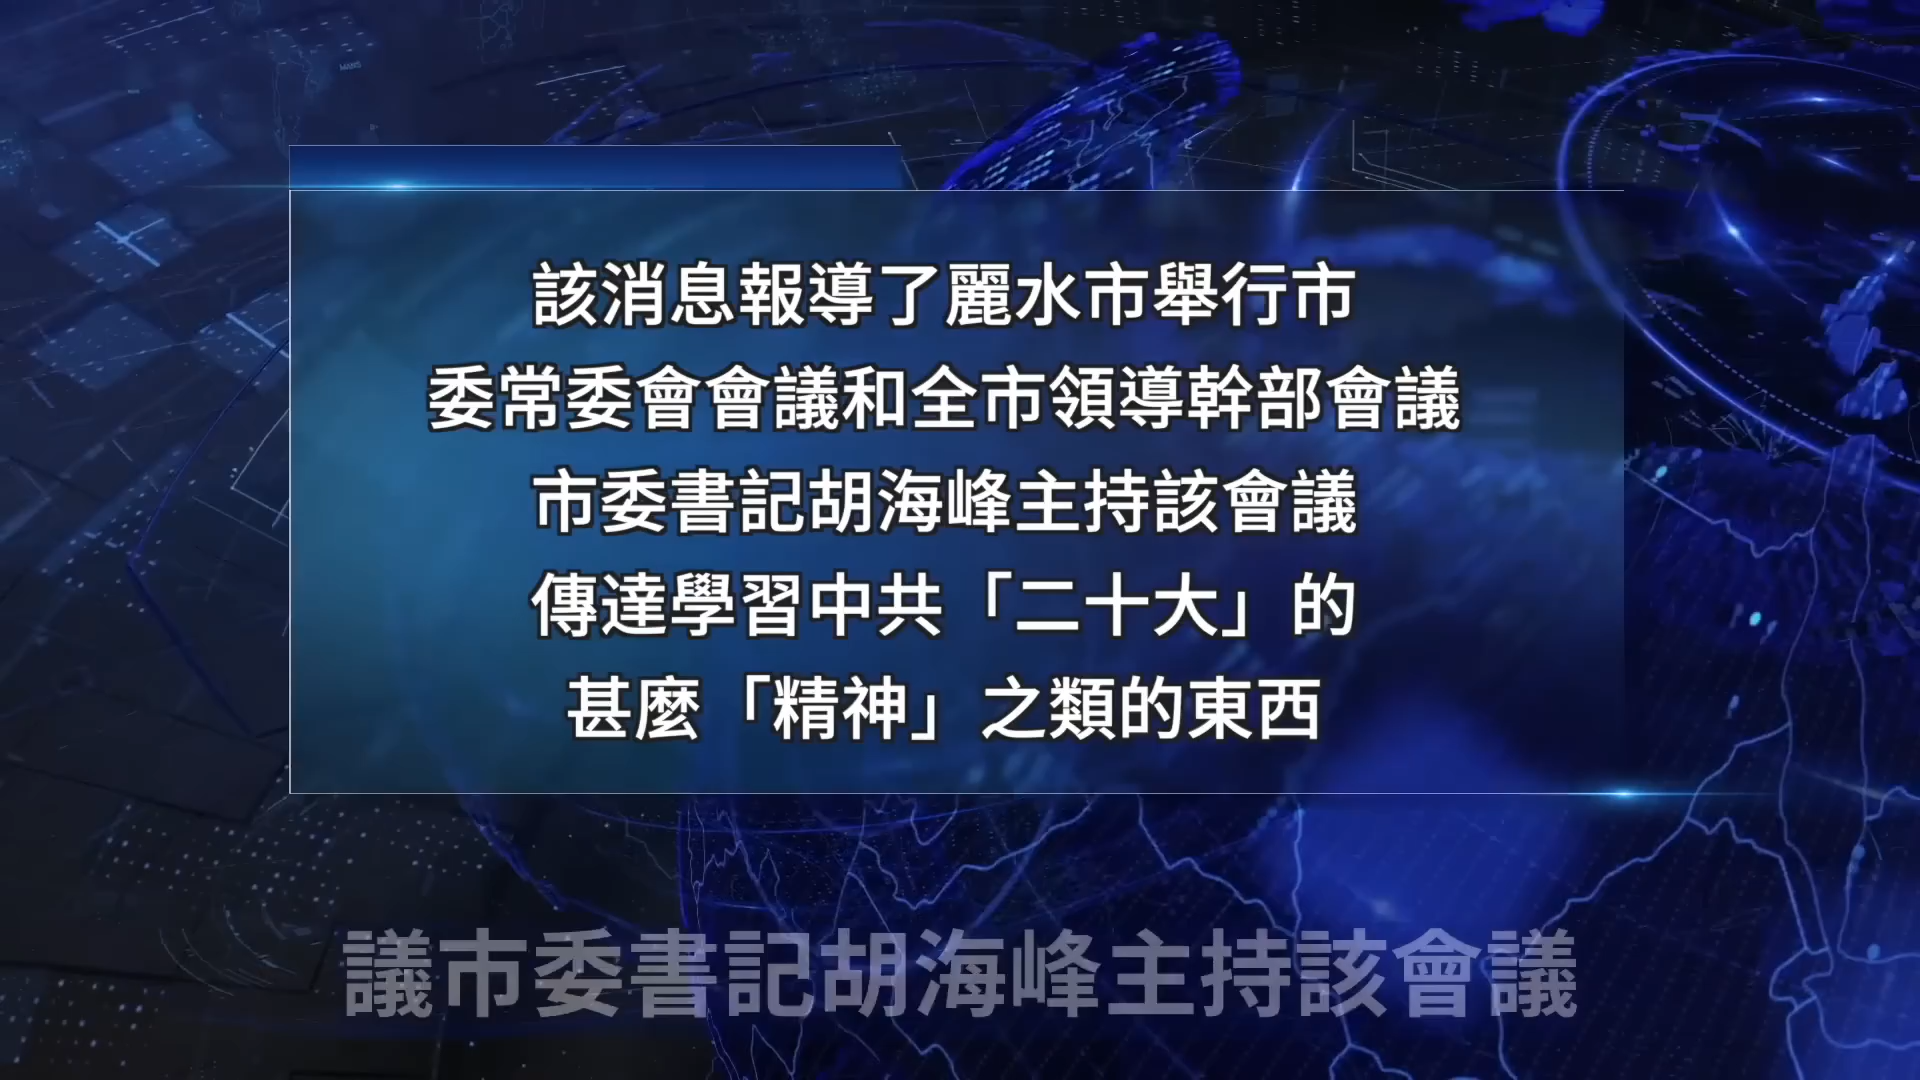 該消息報導了麗水市舉行市
委常委會會議和全市領導幹部會議
市委書記胡海峰主持該會議
傳達學習中共「二十大」的
甚麼「精神」之類的東西
議市委書記胡海峰主持該會議